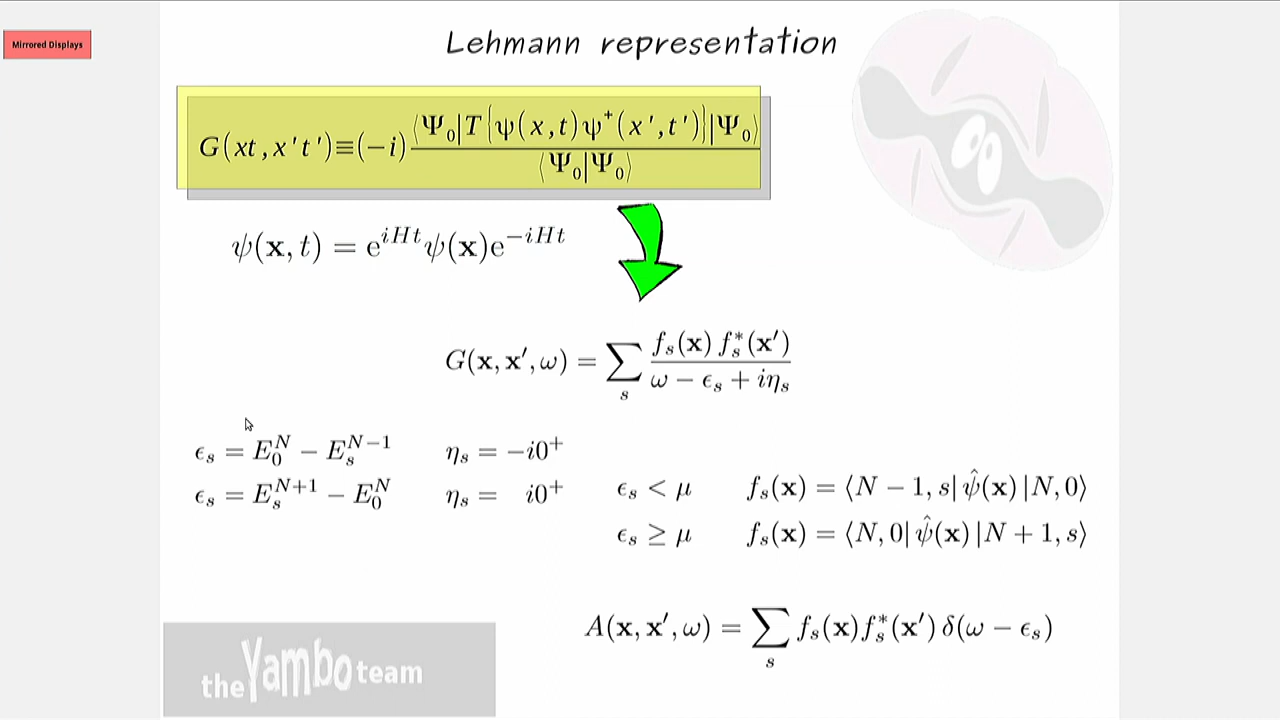 Mirrored Displays
Lehmann representation
G(xt,x't')≡(−i) ⟨Ψ₀|T{ψ(x,t)ψ⁺(x',t')}|Ψ₀⟩ / ⟨Ψ₀|Ψ₀⟩
ψ(x, t) = e^{iHt}ψ(x)e^{−iHt}
G(x, x′, ω) = ∑_s f_s(x) f_s^*(x′) / ω − ϵ_s + iη_s
ϵ_s = E_0^N − E_s^{N−1} η_s = −i0⁺
ϵ_s = E_s^{N+1} − E_0^N η_s = i0⁺
ϵ_s < μ f_s(x) = ⟨N − 1, s| ψ̂(x) |N, 0⟩
ϵ_s ≥ μ f_s(x) = ⟨N, 0| ψ̂(x) |N + 1, s⟩
A(x, x′, ω) = ∑_s f_s(x)f_s^*(x′) δ(ω − ϵ_s)
the Yambo team